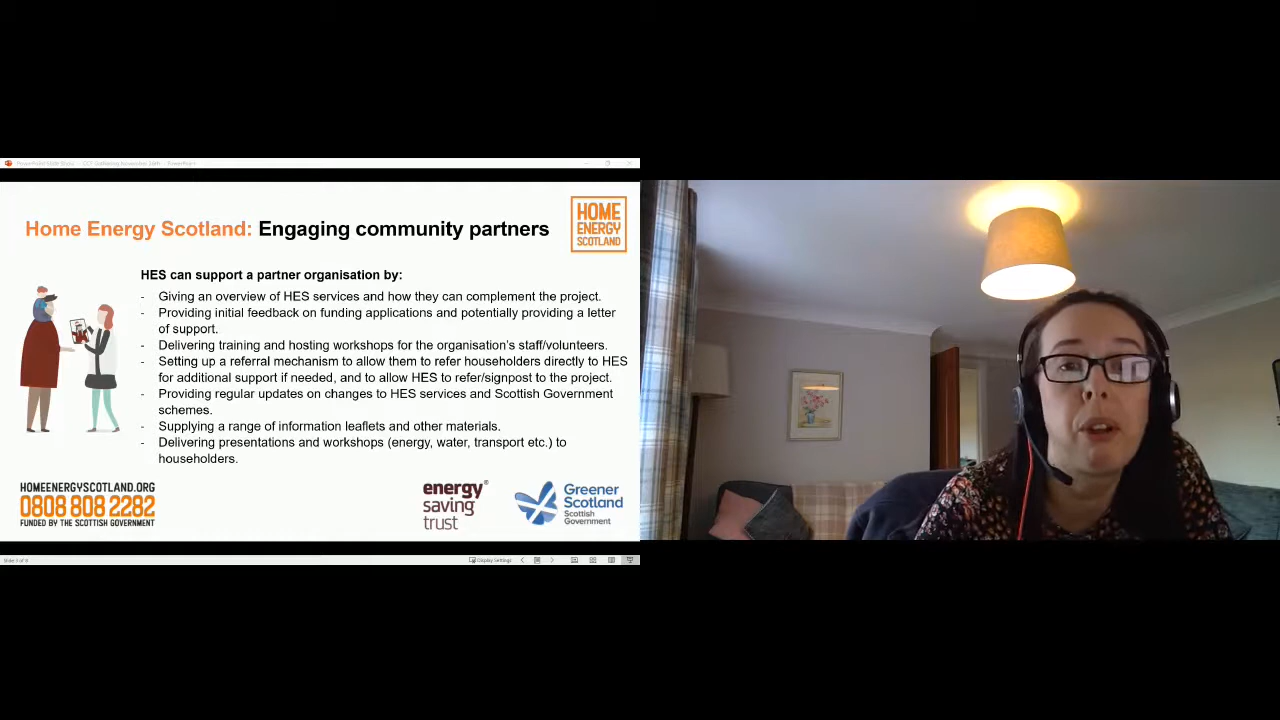 Home Energy Scotland: Engaging community partners
HOME
ENERGY
SCOTLAND
HES can support a partner organisation by:
- Giving an overview of HES services and how they can complement the project.
- Providing initial feedback on funding applications and potentially providing a letter
of support.
- Delivering training and hosting workshops for the organisation's staff/volunteers.
- Setting up a referral mechanism to allow them to refer householders directly to HES
for additional support if needed, and to allow HES to refer/signpost to the project.
- Providing regular updates on changes to HES services and Scottish Government
schemes.
- Supplying a range of information leaflets and other materials.
- Delivering presentations and workshops (energy, water, transport etc.) to
householders.
HOMEENERGYSCOTLAND.ORG
0808 808 2282
FUNDED BY THE SCOTTISH GOVERNMENT
energy
saving
trust
Greener
Scotland
Scottish
Government
Display Settings